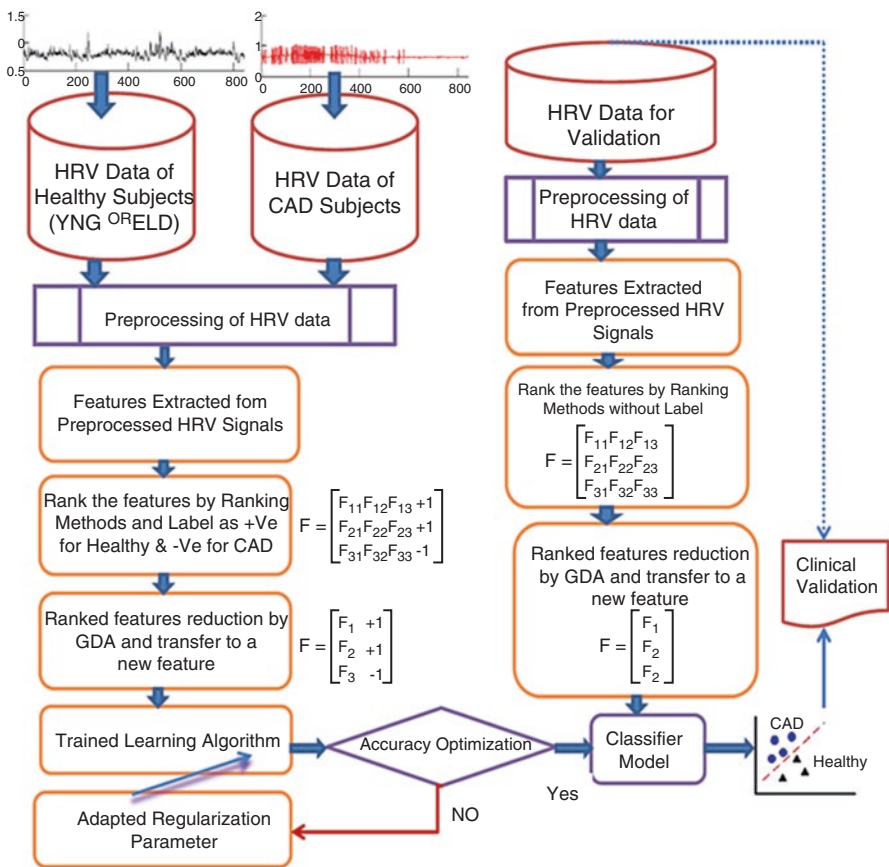 1.5
0.5
0
200
400
600
800
2
1
0
0
200
400
600
800
HRV Data of
Healthy Subjects
(YNG ORELD)
HRV Data of
CAD Subjects
Preprocessing of HRV data
Features Extracted fom
Preprocessed HRV Signals
Rank the features by Ranking
Methods and Label as +Ve
for Healthy & -Ve for CAD
F =
F11F12F13 +1
F21F22F23 +1
F31F32F33 -1
Ranked features reduction by
GDA and transfer to a
new feature
F =
F1 +1
F2 +1
F3 -1
Trained Learning Algorithm
Adapted Regularization
Parameter
Accuracy Optimization
NO
Yes
HRV Data for
Validation
Preprocessing of
HRV data
Features Extracted
from Preprocessed HRV
Signals
Rank the features by Ranking
Methods without Label
F =
F11F12F13
F21F22F23
F31F32F33
Ranked features reduction
by GDA and transfer to a
new feature
F =
F1
F2
F2
Classifier
Model
CAD
Healthy
Clinical
Validation